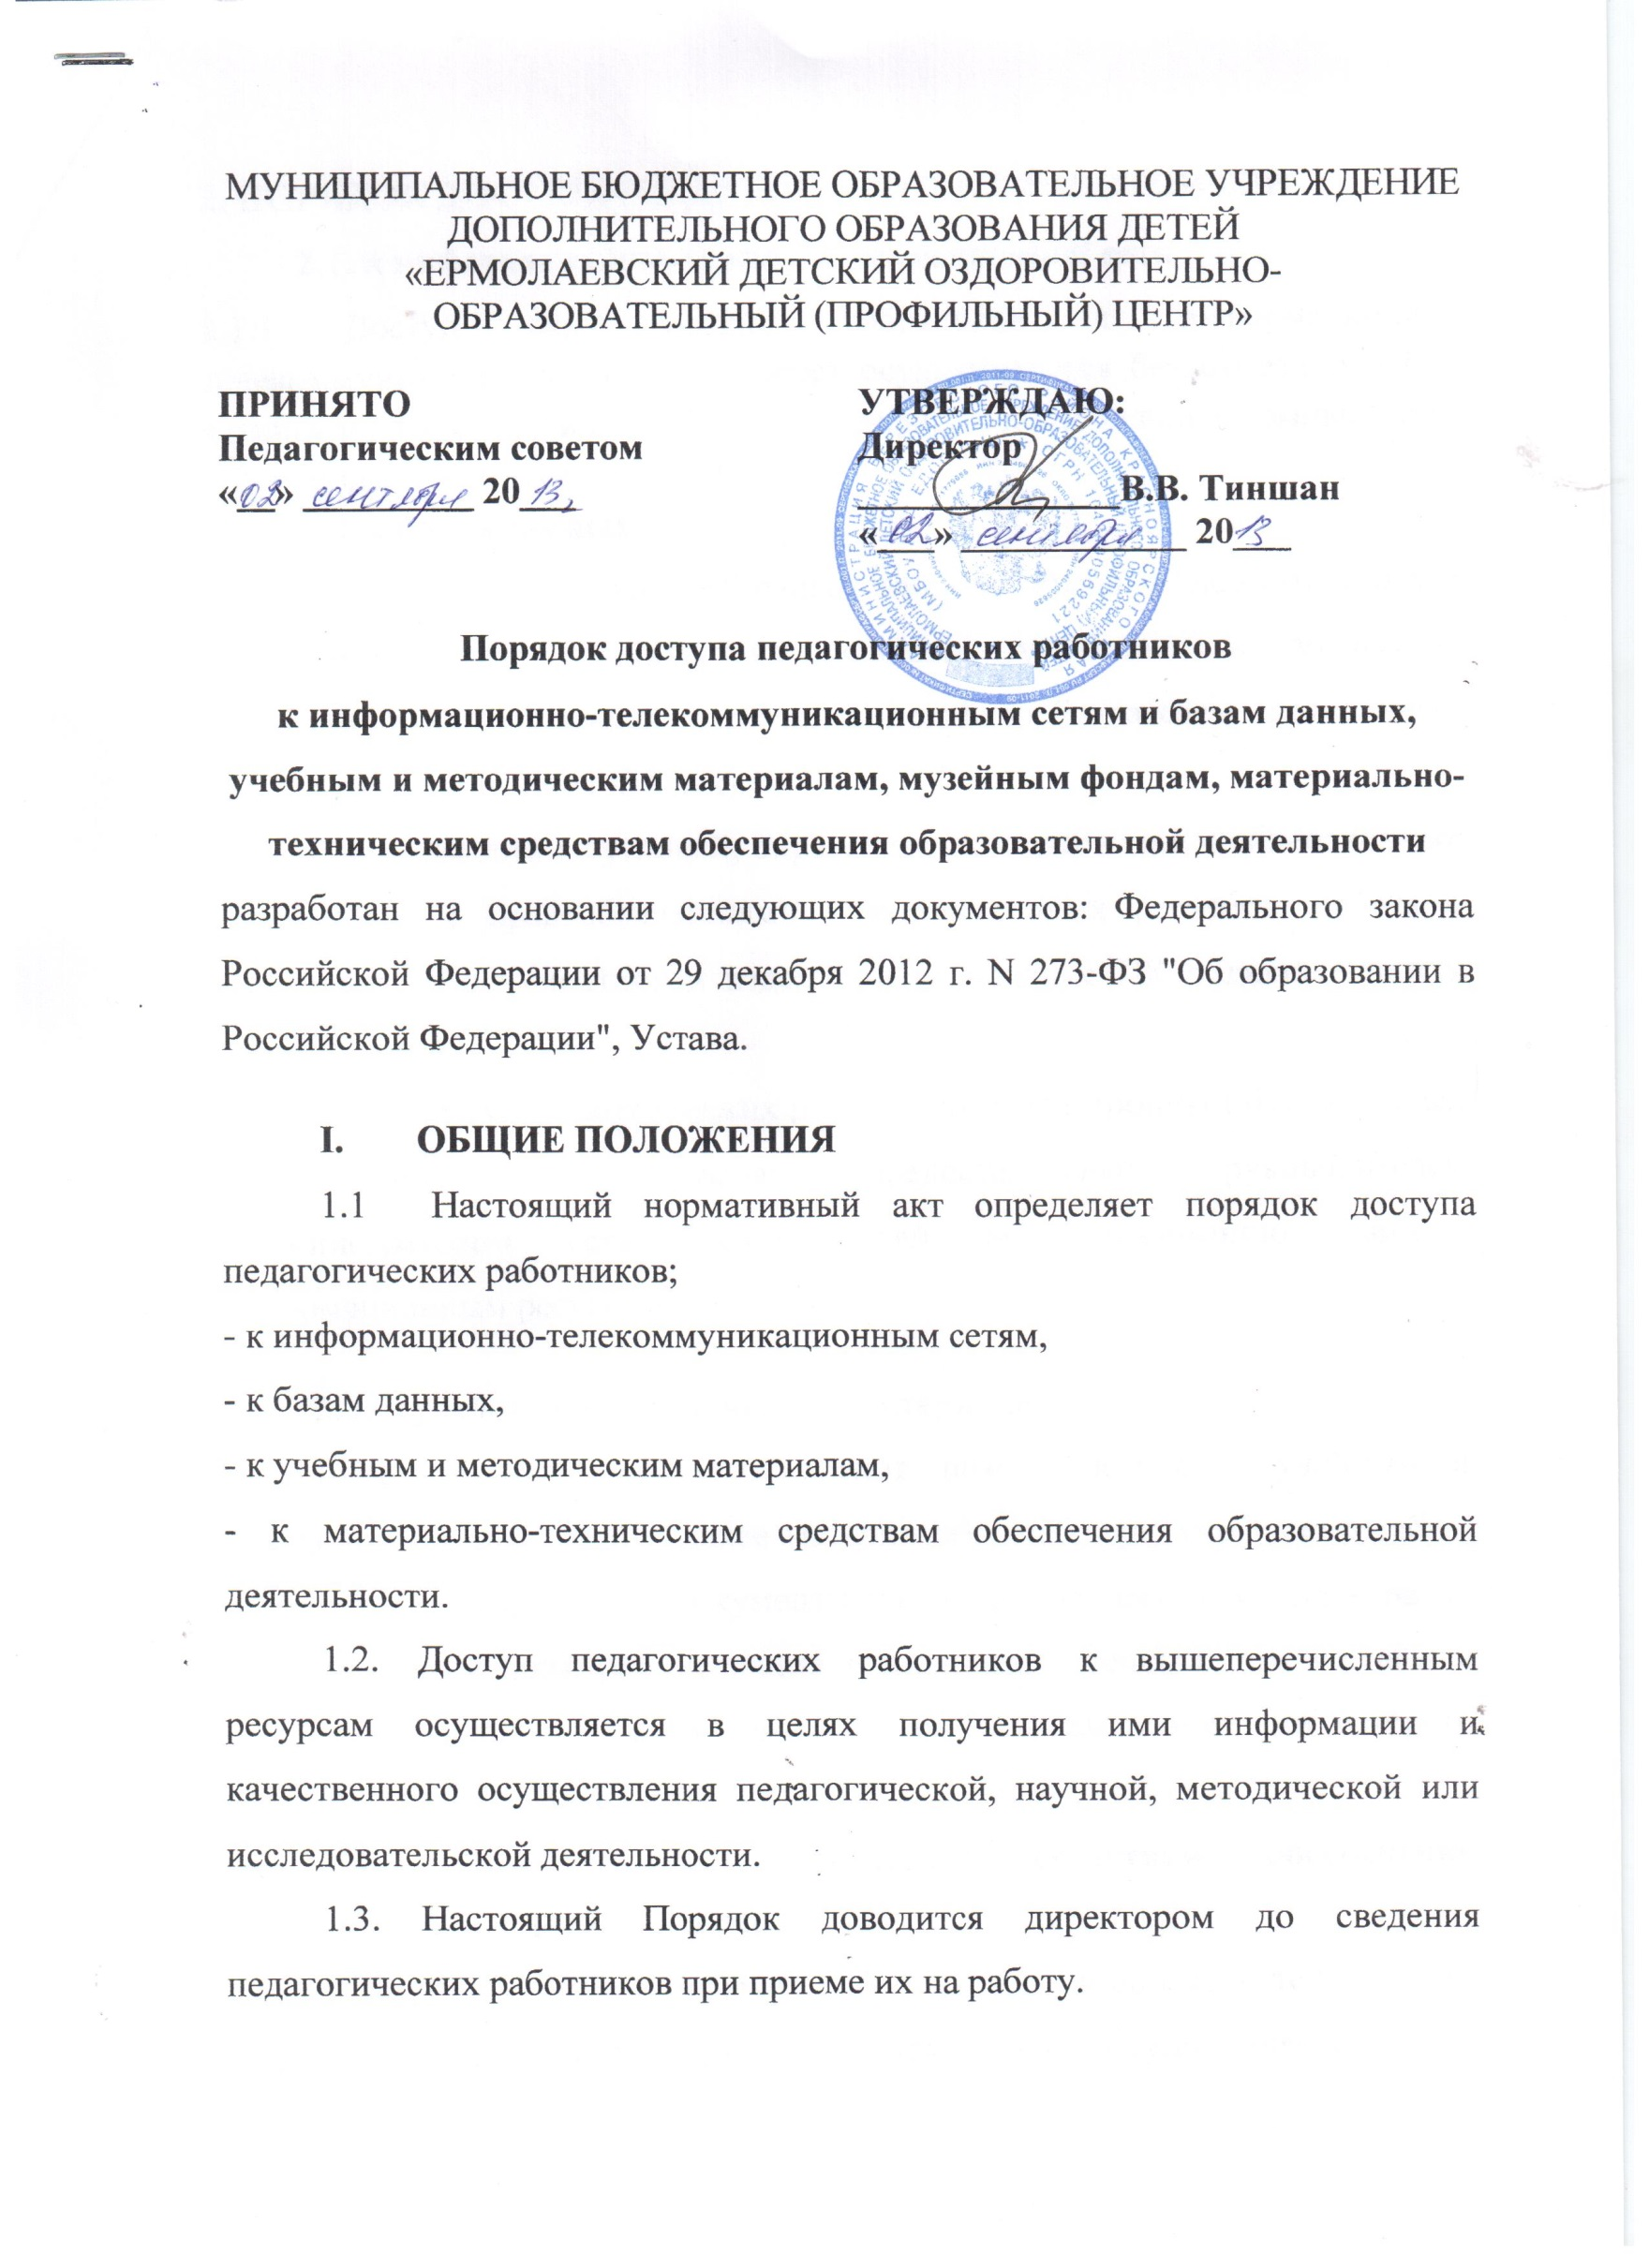 МУНИЦИПАЛЬНОЕ БЮДЖЕТНОЕ ОБРАЗОВАТЕЛЬНОЕ УЧРЕЖДЕНИЕ
ДОПОЛНИТЕЛЬНОГО ОБРАЗОВАНИЯ ДЕТЕЙ
«ЕРМОЛАЕВСКИЙ ДЕТСКИЙ ОЗДОРОВИТЕЛЬНО-
ОБРАЗОВАТЕЛЬНЫЙ (ПРОФИЛЬНЫЙ) ЦЕНТР»
ПРИНЯТО
Педагогическим советом
«02» сентября 2013
УТВЕРЖДАЮ:
Директор
В.В. Тиншан
«02» сентября 2013
Порядок доступа педагогических работников
к информационно-телекоммуникационным сетям и базам данных,
учебным и методическим материалам, музейным фондам, материально-
техническим средствам обеспечения образовательной деятельности
разработан на основании следующих документов: Федерального закона
Российской Федерации от 29 декабря 2012 г. N 273-ФЗ "Об образовании в
Российской Федерации", Устава.
I. ОБЩИЕ ПОЛОЖЕНИЯ
1.1 Настоящий нормативный акт определяет порядок доступа
педагогических работников;
- к информационно-телекоммуникационным сетям,
- к базам данных,
- к учебным и методическим материалам,
- к материально-техническим средствам обеспечения образовательной
деятельности.
1.2. Доступ педагогических работников к вышеперечисленным
ресурсам осуществляется в целях получения ими информации и
качественного осуществления педагогической, научной, методической или
исследовательской деятельности.
1.3. Настоящий Порядок доводится директором до сведения
педагогических работников при приеме их на работу.